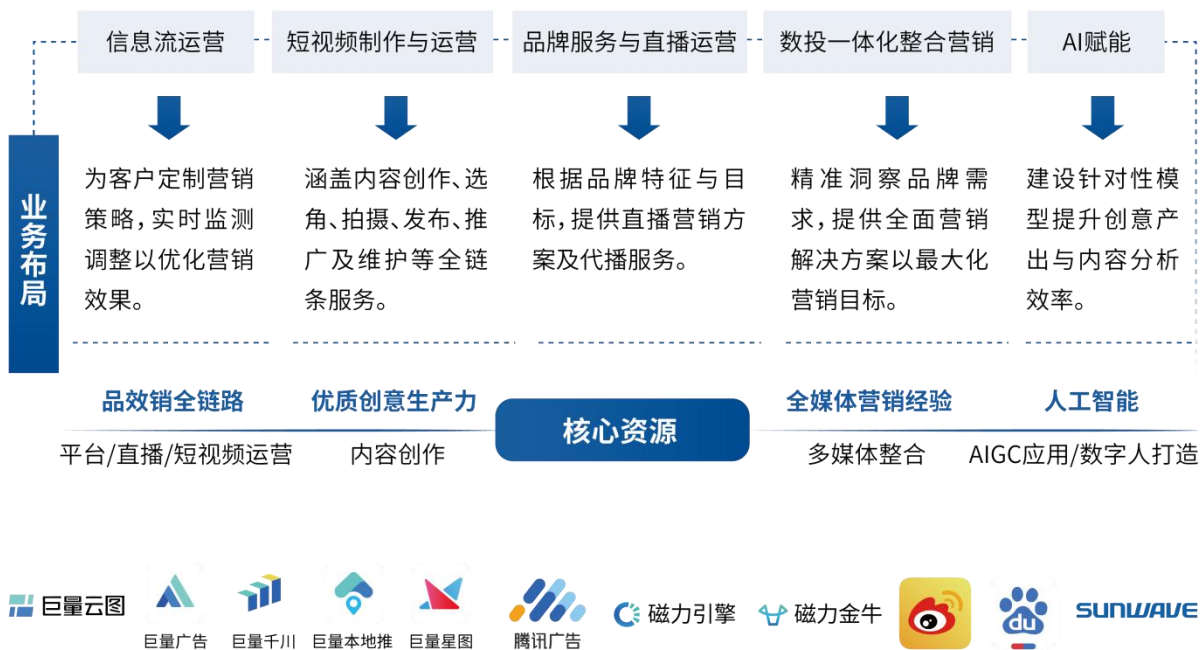 信息流运营
短视频制作与运营
品牌服务与直播运营
数投一体化整合营销
AI赋能
业务布局
为客户定制营销
策略,实时监测
调整以优化营销
效果。
涵盖内容创作、选
角、拍摄、发布、推
广及维护等全链
条服务。
根据品牌特征与目
标,提供直播营销方
案及代播服务。
精准洞察品牌需
求,提供全面营销
解决方案以最大化
营销目标。
建设针对性模
型提升创意产
出与内容分析
效率。
品效销全链路
平台/直播/短视频运营
优质创意生产力
内容创作
核心资源
全媒体营销经验
多媒体整合
人工智能
AIGC应用/数字人打造
巨量云图
巨量广告
巨量千川
巨量本地推
巨量星图
腾讯广告
磁力引擎
磁力金牛
du
SUNWAVE